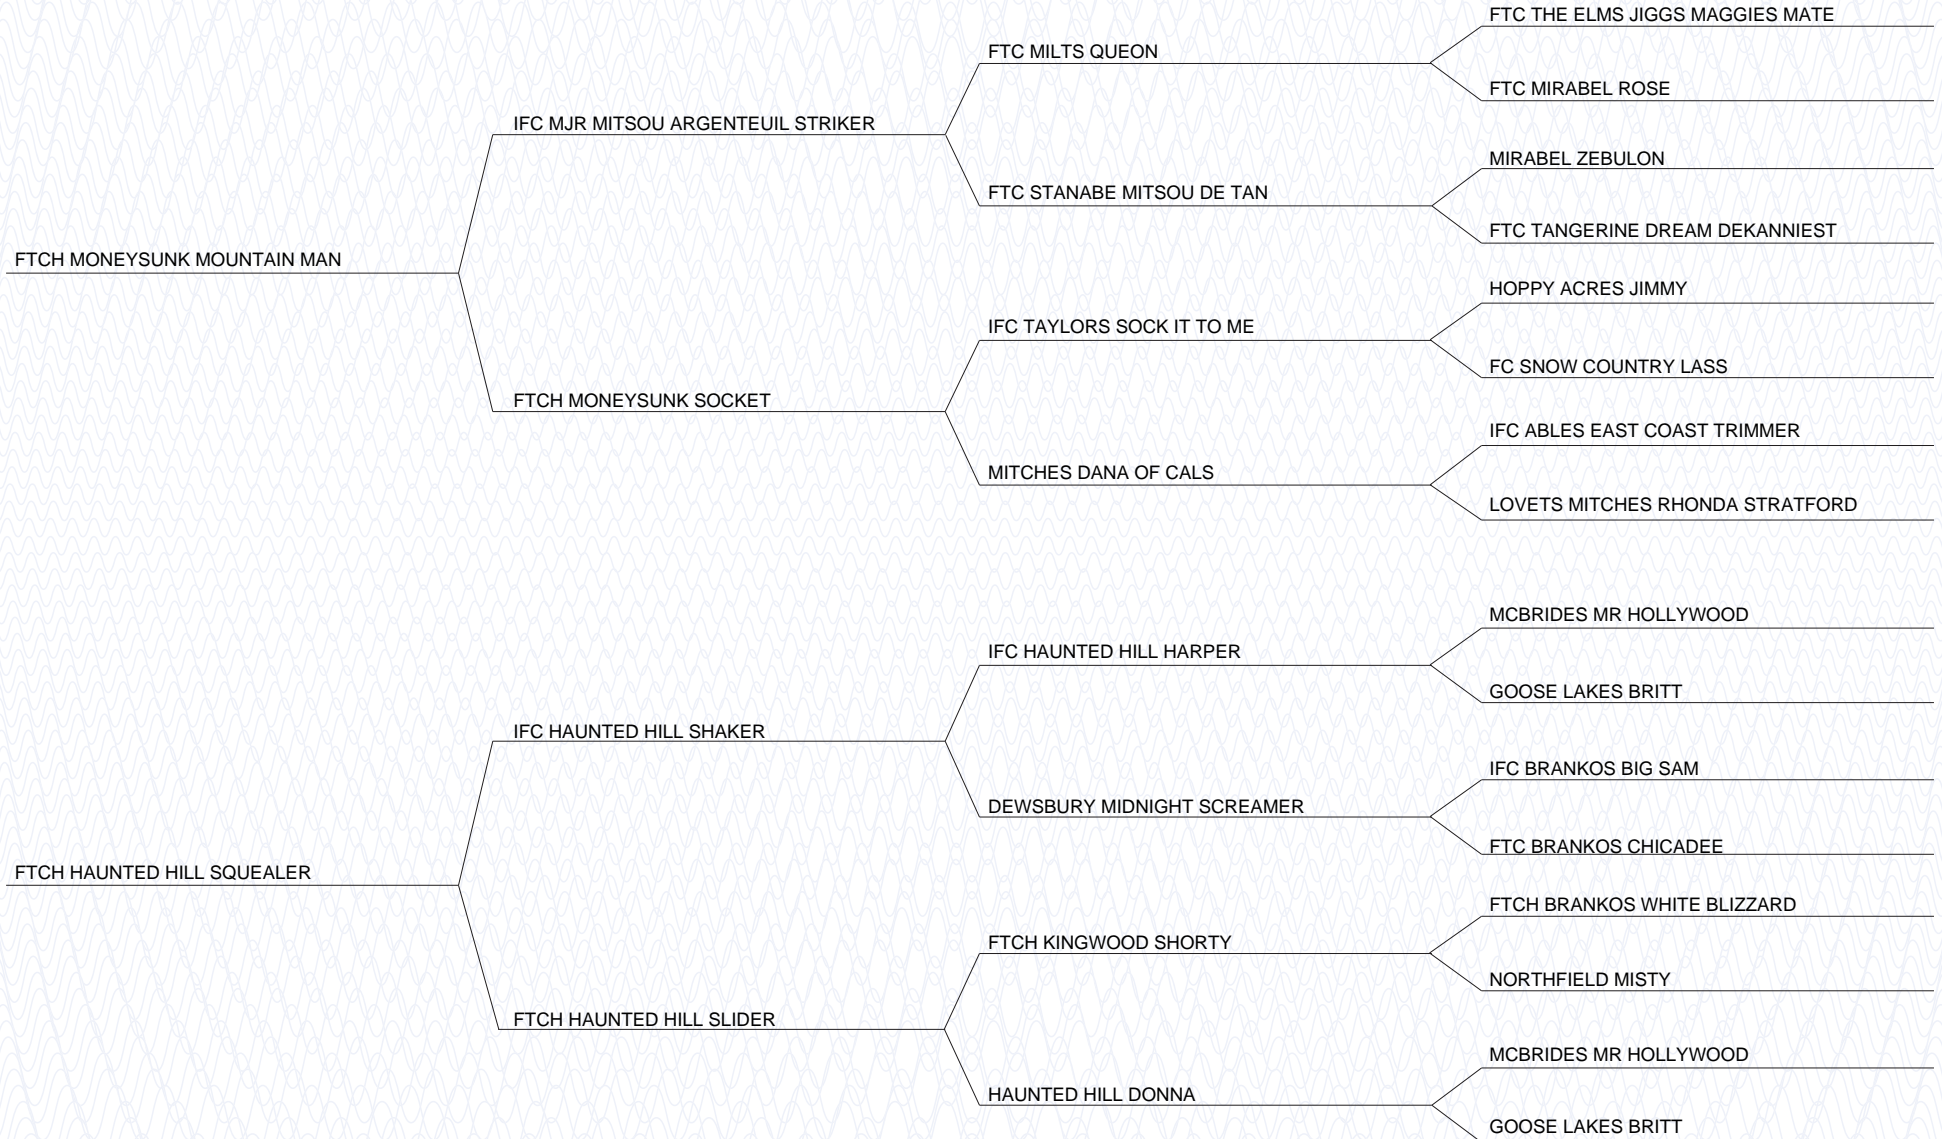 FTC THE ELMS JIGGS MAGGIES MATE
FTC MILTS QUEON
FTC MIRABEL ROSE
IFC MJR MITSOU ARGENTEUIL STRIKER
MIRABEL ZEBULON
FTC STANABE MITSOU DE TAN
FTC TANGERINE DREAM DEKANNIEST
FTCH MONEYSUNK MOUNTAIN MAN
HOPPY ACRES JIMMY
IFC TAYLORS SOCK IT TO ME
FC SNOW COUNTRY LASS
FTCH MONEYSUNK SOCKET
IFC ABLES EAST COAST TRIMMER
MITCHES DANA OF CALS
LOVETS MITCHES RHONDA STRATFORD
MCBRIDES MR HOLLYWOOD
IFC HAUNTED HILL HARPER
GOOSE LAKES BRITT
IFC HAUNTED HILL SHAKER
IFC BRANKOS BIG SAM
DEWSBURY MIDNIGHT SCREAMER
FTC BRANKOS CHICADEE
FTCH HAUNTED HILL SQUEALER
FTCH BRANKOS WHITE BLIZZARD
FTCH KINGWOOD SHORTY
NORTHFIELD MISTY
FTCH HAUNTED HILL SLIDER
MCBRIDES MR HOLLYWOOD
HAUNTED HILL DONNA
GOOSE LAKES BRITT